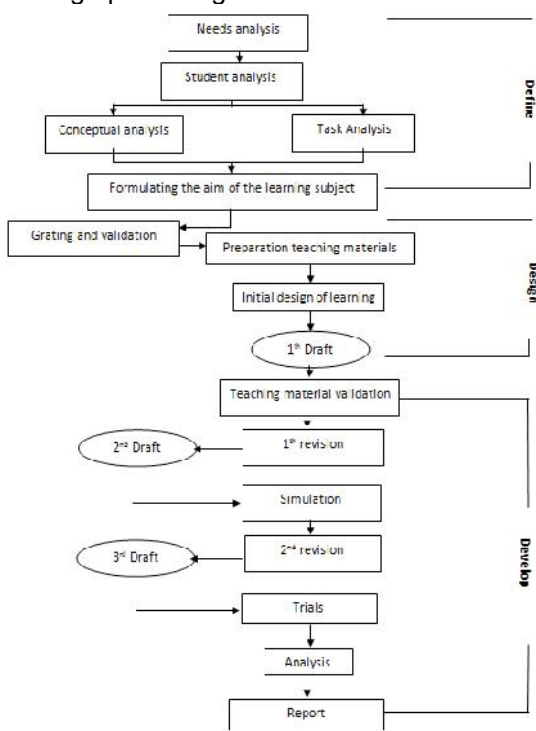 Needs analysis
Student analysis
Conceptual analysis
Task Analysis
Formulating the aim of the learning subject
Define
Grating and validation
Preparation teaching materials
Initial design of learning
1th Draft
Design
Teaching material validation
1th revision
2nd Draft
Simulation
2nd revision
3rd Draft
Trials
Analysis
Report
Develop